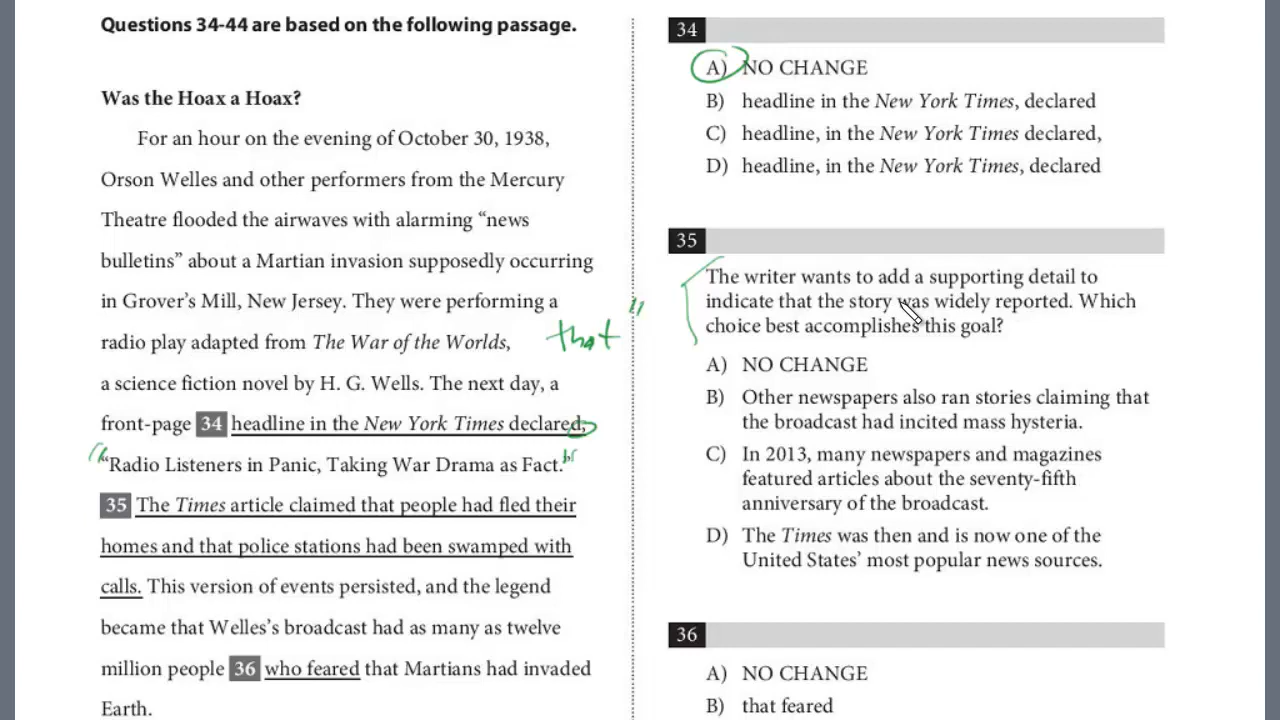 Questions 34-44 are based on the following passage.
Was the Hoax a Hoax?
For an hour on the evening of October 30, 1938,
Orson Welles and other performers from the Mercury
Theatre flooded the airwaves with alarming “news
bulletins” about a Martian invasion supposedly occurring
in Grover’s Mill, New Jersey. They were performing a
radio play adapted from The War of the Worlds,
that "
a science fiction novel by H. G. Wells. The next day, a
front-page 34 headline in the New York Times declared,
“Radio Listeners in Panic, Taking War Drama as Fact.”
35 The Times article claimed that people had fled their
homes and that police stations had been swamped with
calls. This version of events persisted, and the legend
became that Welles’s broadcast had as many as twelve
million people 36 who feared that Martians had invaded
Earth.
34
A) NO CHANGE
B) headline in the New York Times, declared
C) headline, in the New York Times declared,
D) headline, in the New York Times, declared
35
The writer wants to add a supporting detail to
indicate that the story was widely reported. Which
choice best accomplishes this goal?
A) NO CHANGE
B) Other newspapers also ran stories claiming that
the broadcast had incited mass hysteria.
C) In 2013, many newspapers and magazines
featured articles about the seventy-fifth
anniversary of the broadcast.
D) The Times was then and is now one of the
United States’ most popular news sources.
36
A) NO CHANGE
B) that feared